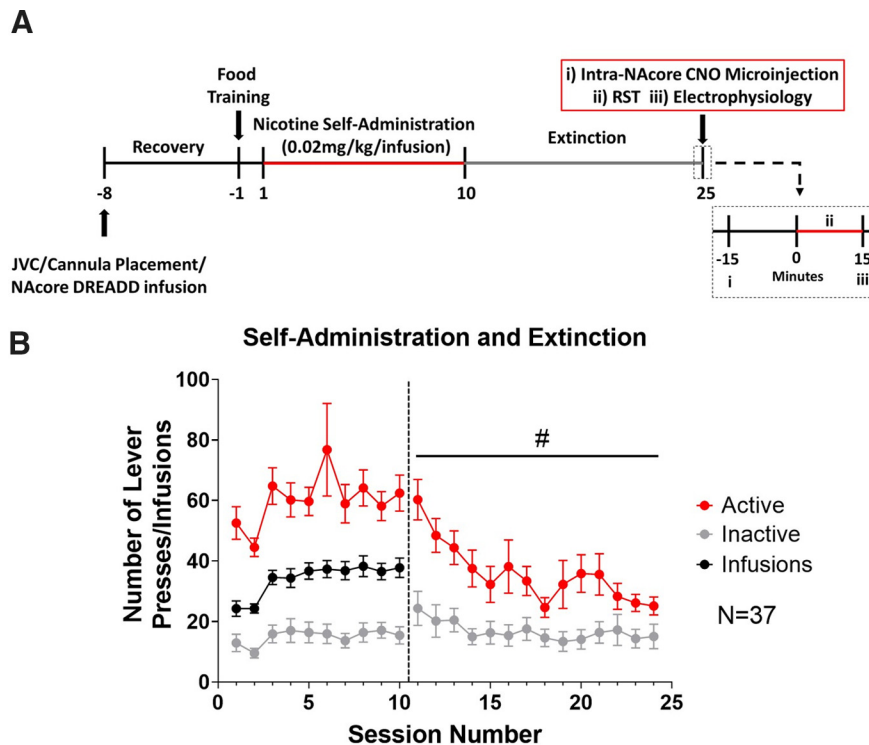 A
Food
Training
Recovery
Nicotine Self-Administration
(0.02mg/kg/infusion)
Extinction
i) Intra-NAcore CNO Microinjection
ii) RST iii) Electrophysiology
-8
-1
1
10
25
JVC/Cannula Placement/
NAcore DREADD infusion
ii
-15
0
15
i
Minutes
iii
B
Self-Administration and Extinction
Number of Lever
Presses/Infusions
100
80
60
40
20
0
#
0
5
10
15
20
25
Session Number
Active
Inactive
Infusions
N=37